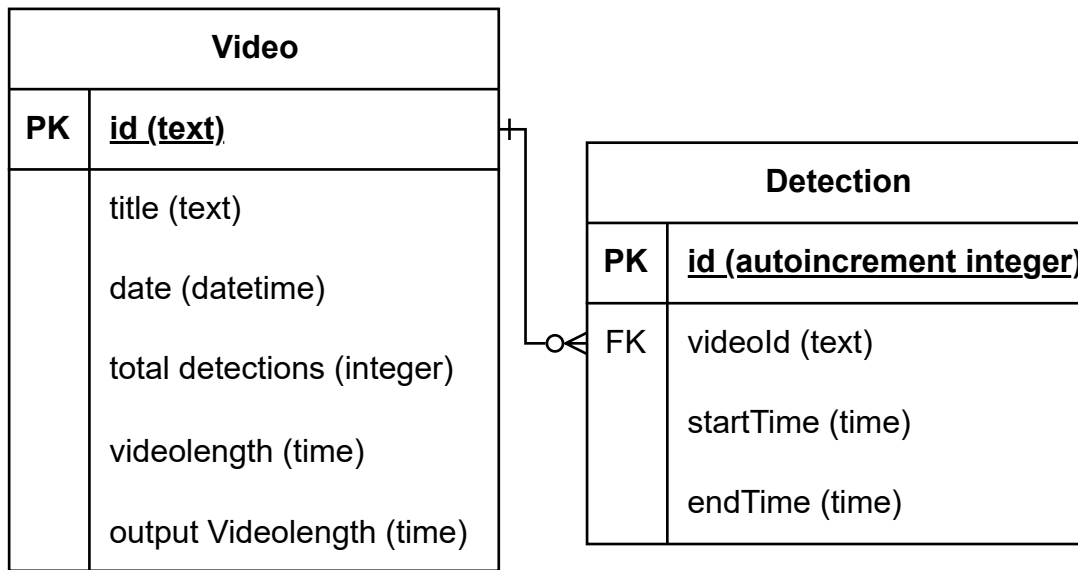 Video
PK id (text)
title (text)
date (datetime)
total detections (integer)
videolength (time)
output Videolength (time)
Detection
PK id (autoincrement integer)
FK videoId (text)
startTime (time)
endTime (time)